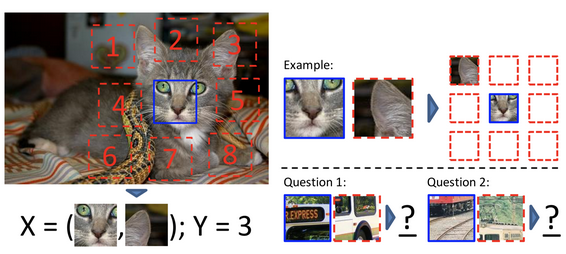 1 2 3
4 5
6 7 8
X = ( , ); Y = 3
Example:
Question 1: Question 2:
R EXPRESS
? ?